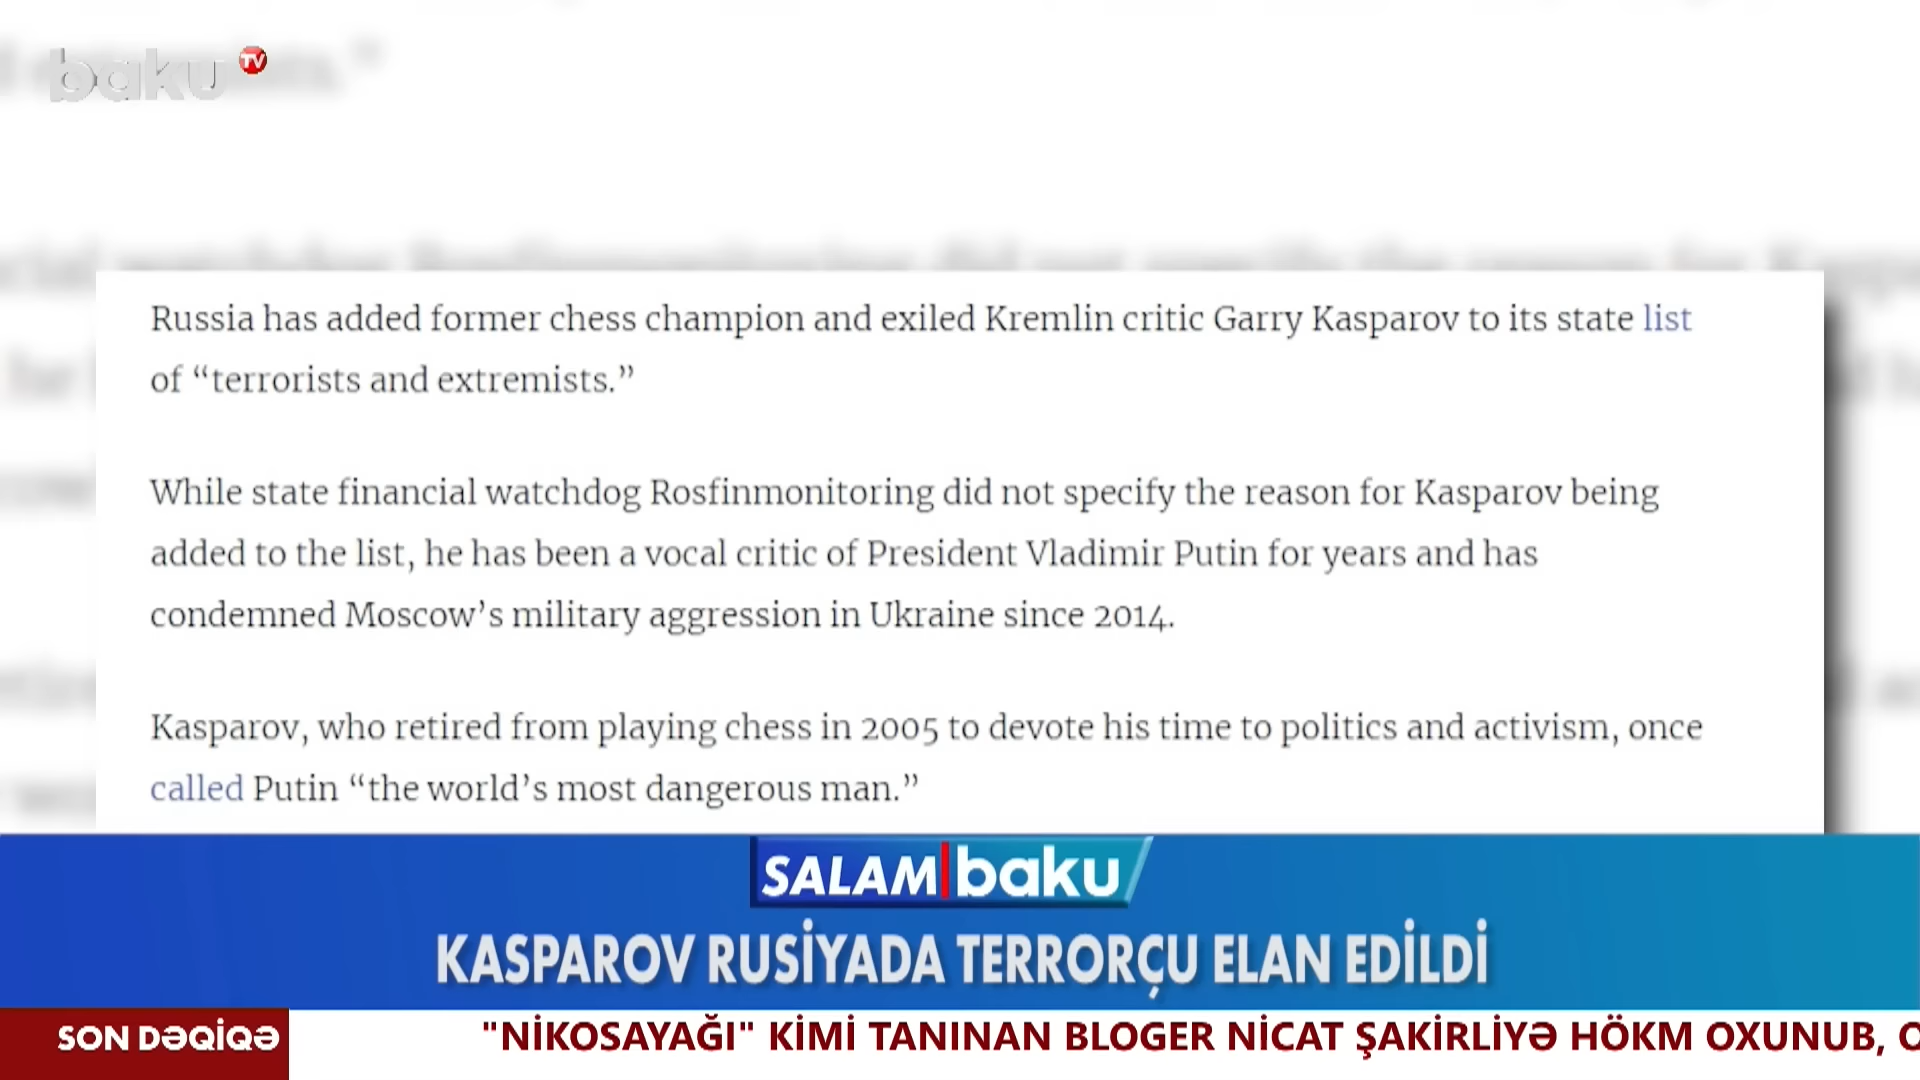 baku TV
Russia has added former chess champion and exiled Kremlin critic Garry Kasparov to its state list
of “terrorists and extremists.”
While state financial watchdog Rosfinmonitoring did not specify the reason for Kasparov being
added to the list, he has been a vocal critic of President Vladimir Putin for years and has
condemned Moscow’s military aggression in Ukraine since 2014.
Kasparov, who retired from playing chess in 2005 to devote his time to politics and activism, once
called Putin “the world’s most dangerous man.”
SALAM baku
KASPAROV RUSİYADA TERRORÇU ELAN EDİLDİ
SON DƏQİQƏ "NİKOSAYAĞI" KİMİ TANINAN BLOGER NİCAT ŞAKİRLİYƏ HÖKM OXUNUB,